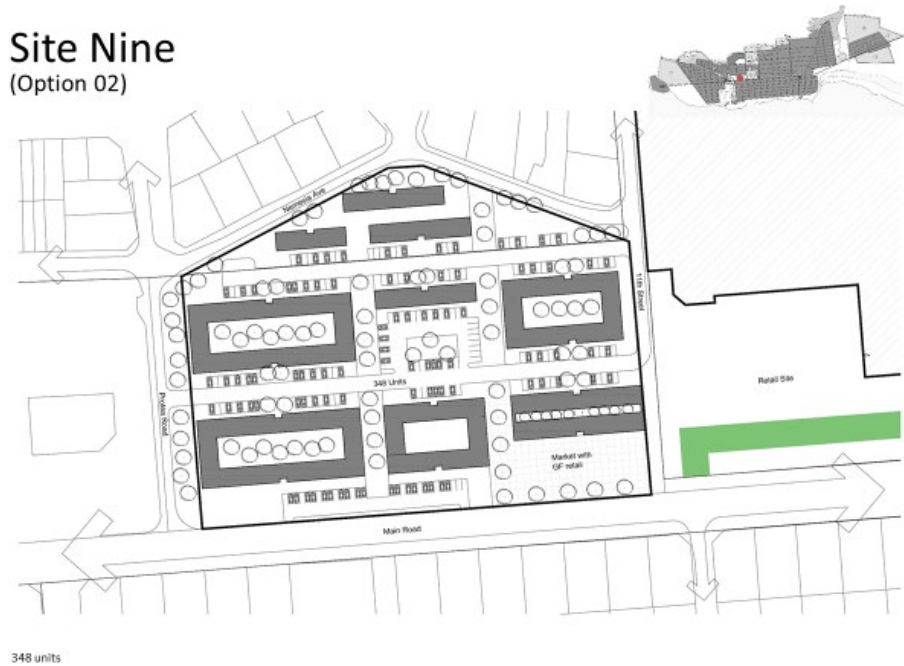 Site Nine
(Option 02)
Nemesis Ave
11th Street
348 Units
Retail Site
Protea Road
Market with
GF retail
Main Road
348 units